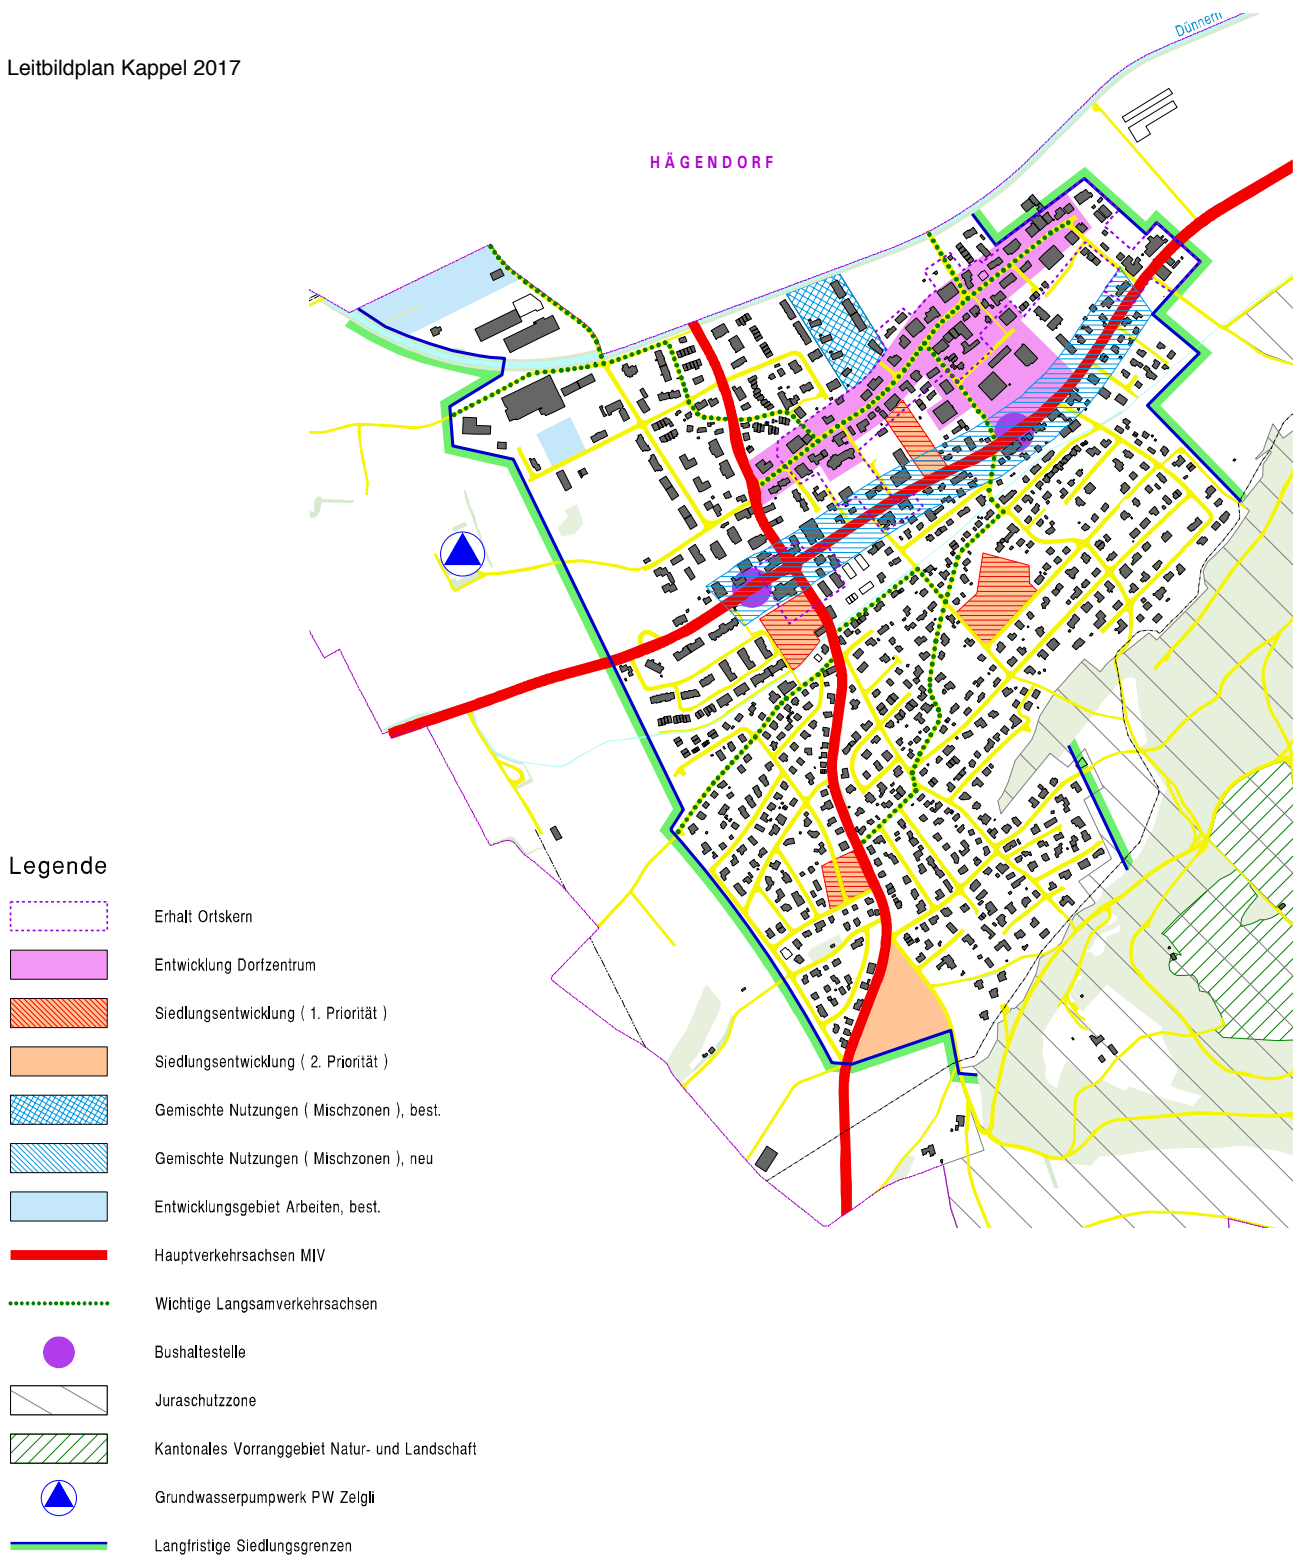 Dünnern
Leitbildplan Kappel 2017
HÄGENDORF
Legende
Erhalt Ortskern
Entwicklung Dorfzentrum
Siedlungsentwicklung ( 1. Priorität )
Siedlungsentwicklung ( 2. Priorität )
Gemischte Nutzungen ( Mischzonen ), best.
Gemischte Nutzungen ( Mischzonen ), neu
Entwicklungsgebiet Arbeiten, best.
Hauptverkehrsachsen MIV
Wichtige Langsamverkehrsachsen
Bushaltestelle
Juraschutzzone
Kantonales Vorranggebiet Natur- und Landschaft
Grundwasserpumpwerk PW Zelgli
Langfristige Siedlungsgrenzen